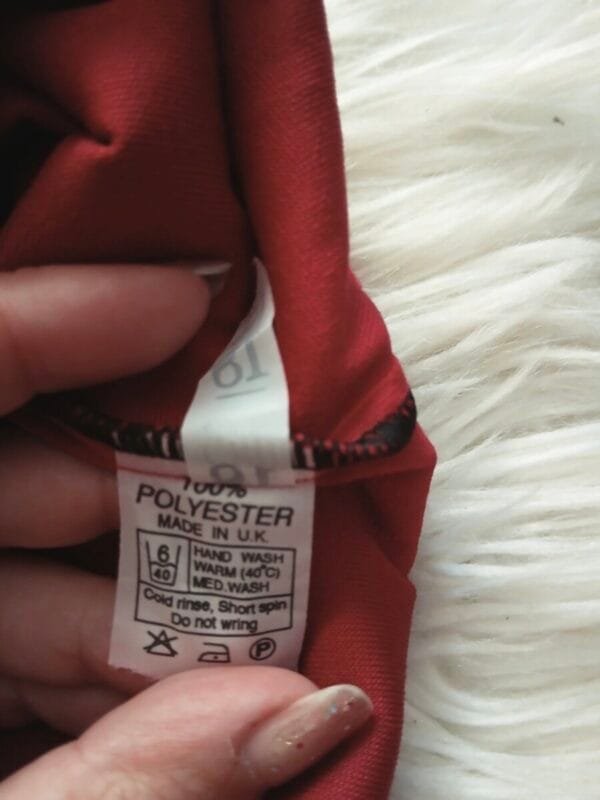 16
100%
POLYESTER
MADE IN U.K.
6
40
HAND WASH
WARM (40°C)
MED. WASH
Cold rinse, Short spin
Do not wring
P